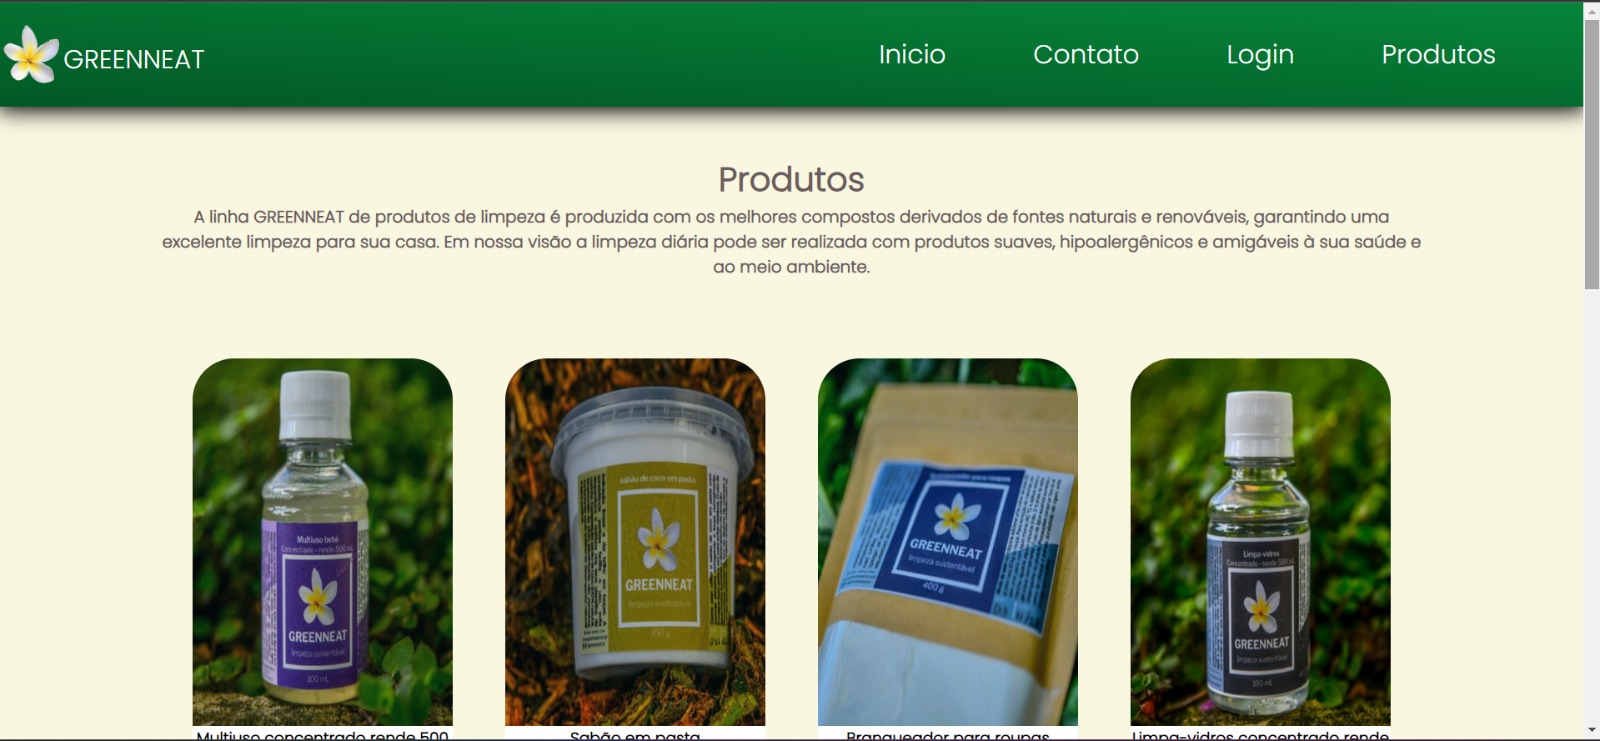 GREENNEAT
Inicio
Contato
Login
Produtos
Produtos
A linha GREENNEAT de produtos de limpeza é produzida com os melhores compostos derivados de fontes naturais e renováveis, garantindo uma
excelente limpeza para sua casa. Em nossa visão a limpeza diária pode ser realizada com produtos suaves, hipoalergênicos e amigáveis à sua saúde e
ao meio ambiente.
Multiuso bebê
Concentrado - rende 500 mL
GREENNEAT
limpeza sustentável
100 mL
sabão de coco em pasta
GREENNEAT
limpeza sustentável
GREENNEAT
limpeza sustentável
400 g
Limpa-vidros
Concentrado - rende 500 mL
GREENNEAT
limpeza sustentável
100 mL
Multiuso concentrado rende 500
Sabão em pasta
Branqueador para roupas
Limpa-vidros concentrado rende